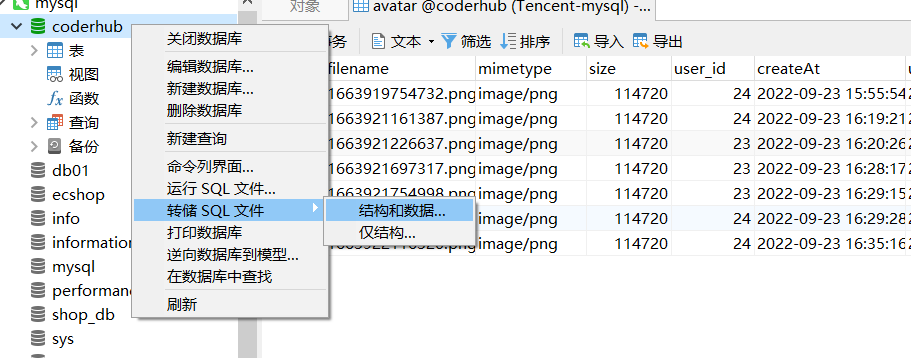 mysql
coderhub
表
视图
函数
查询
备份
db01
ecshop
info
information
mysql
performan
shop_db
sys
关闭数据库
编辑数据库...
新建数据库...
删除数据库
新建查询
命令列界面...
运行 SQL 文件...
转储 SQL 文件
打印数据库
逆向数据库到模型...
在数据库中查找
刷新
结构和数据...
仅结构...
对象
avatar @coderhub (Tencent-mysql) -...
务
文本
筛选
排序
导入
导出
filename mimetype size user_id createAt
1663919754732.png image/png 114720 24 2022-09-23 15:55:54
1663921161387.png image/png 114720 24 2022-09-23 16:19:21
1663921226637.png image/png 114720 23 2022-09-23 16:20:26
1663921697317.png image/png 114720 23 2022-09-23 16:28:17
1663921754998.png image/png 114720 23 2022-09-23 16:29:15
image/png 114720 24 2022-09-23 16:29:28
image/png 114720 24 2022-09-23 16:35:16